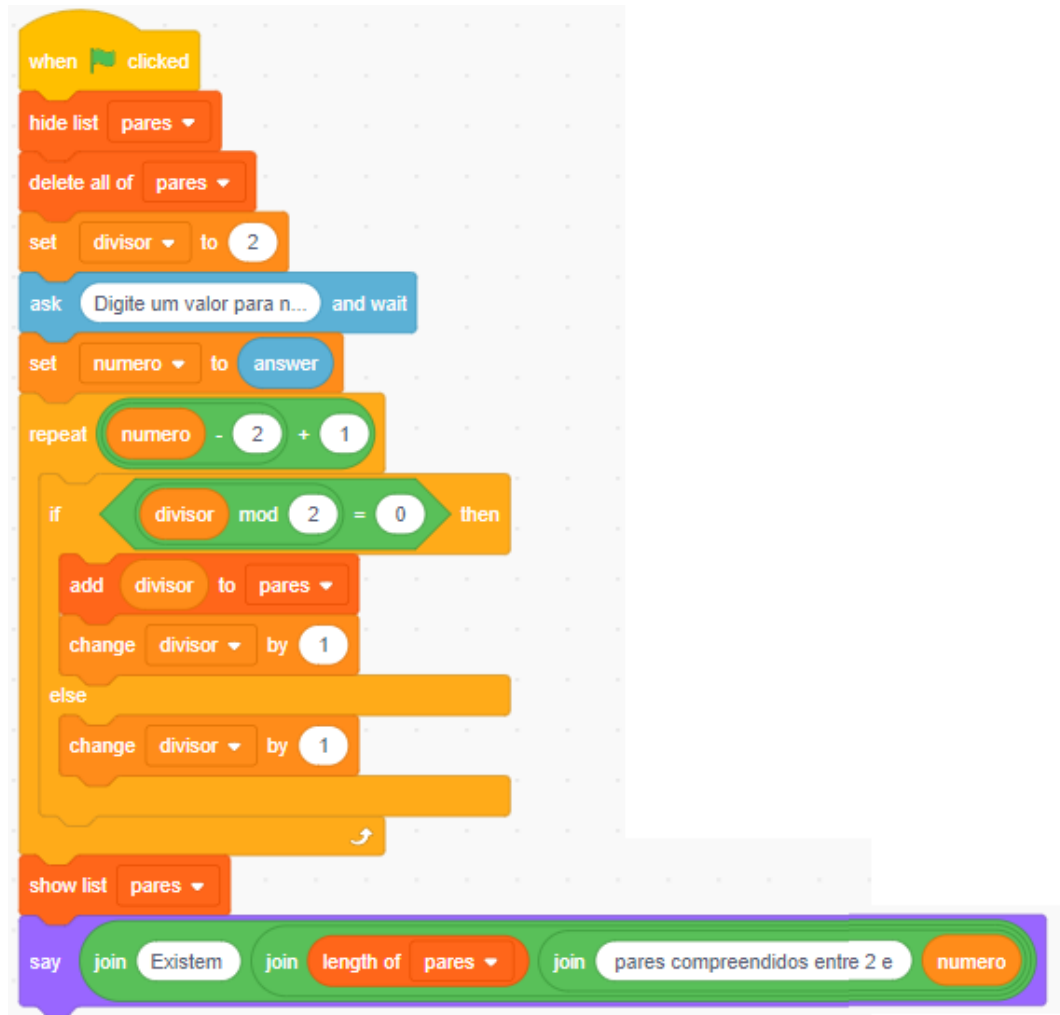 when clicked
hide list pares
delete all of pares
set divisor to 2
ask Digite um valor para n... and wait
set numero to answer
repeat numero - 2 + 1
if divisor mod 2 = 0 then
add divisor to pares
change divisor by 1
else
change divisor by 1
show list pares
say join Existem join length of pares join pares compreendidos entre 2 e numero